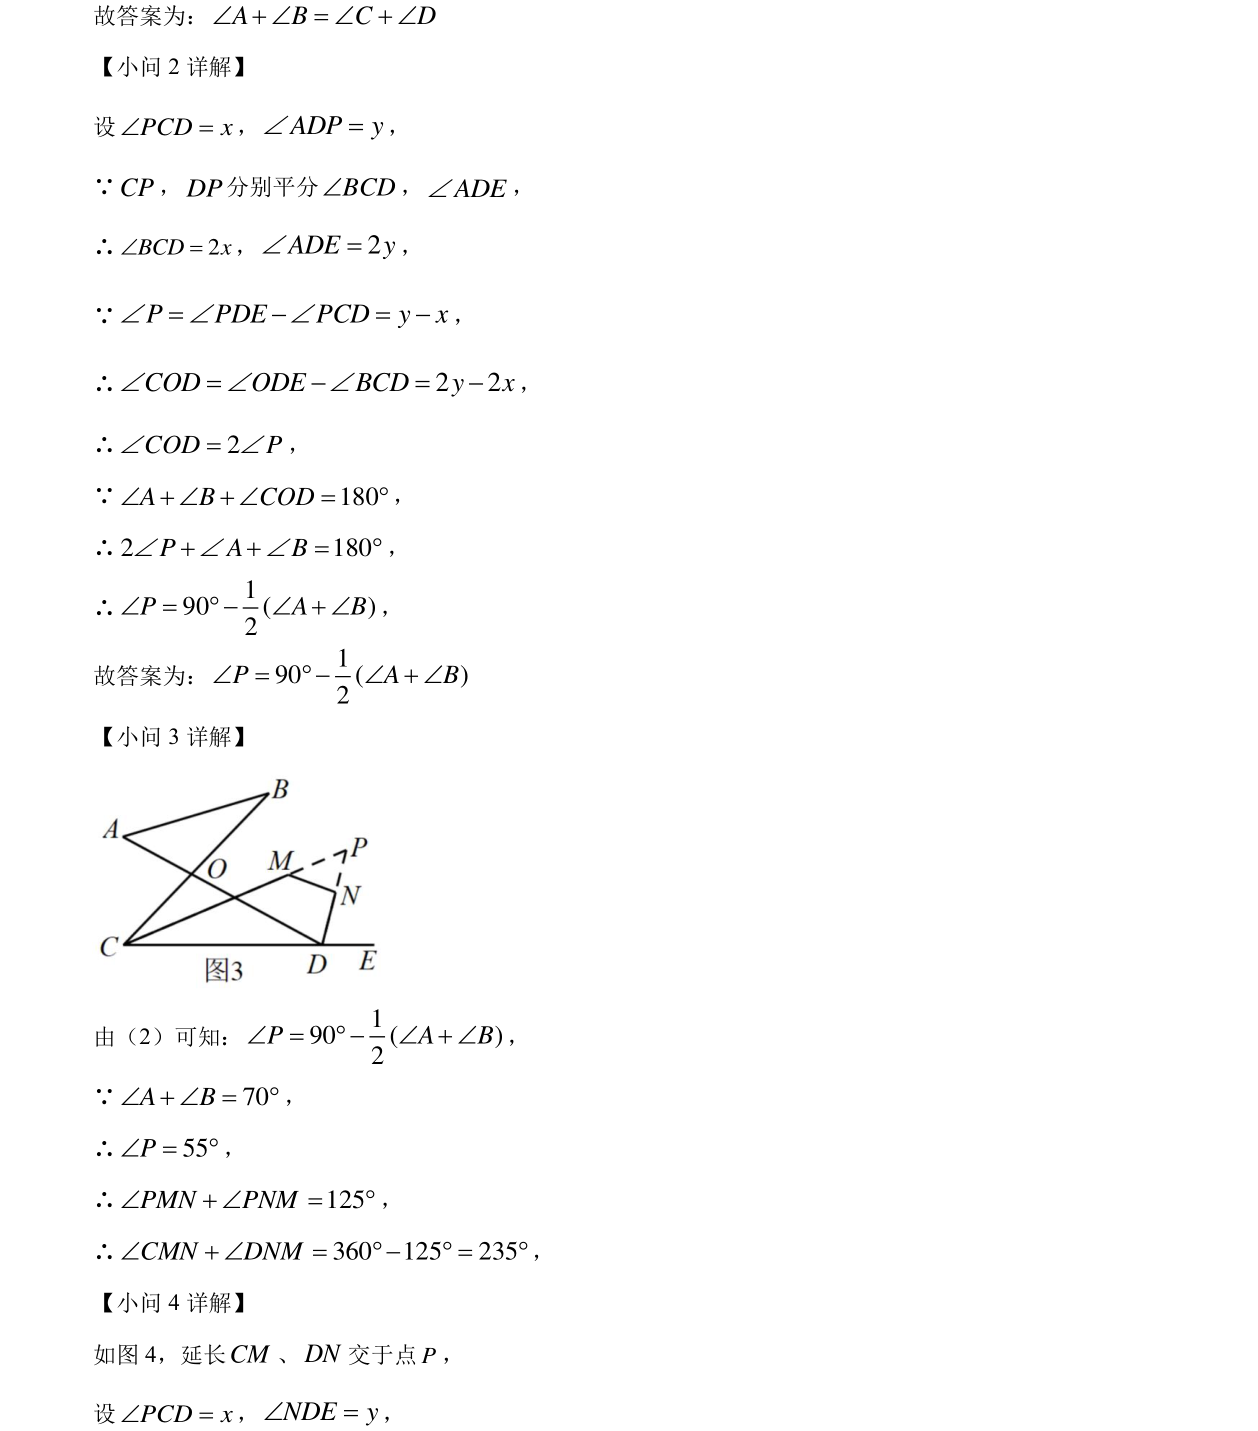 故答案为：∠A+∠B=∠C+∠D
【小问 2 详解】
设∠PCD=x，∠ADP=y，
∵CP，DP分别平分∠BCD，∠ADE，
∴∠BCD=2x，∠ADE=2y，
∵∠P=∠PDE−∠PCD=y−x，
∴∠COD=∠ODE−∠BCD=2y−2x，
∴∠COD=2∠P，
∵∠A+∠B+∠COD=180°，
∴2∠P+∠A+∠B=180°，
∴∠P=90°−1/2(∠A+∠B)，
故答案为：∠P=90°−1/2(∠A+∠B)
【小问 3 详解】
B
A
P
O
M
N
C
D
E
图3
由（2）可知：∠P=90°−1/2(∠A+∠B)，
∵∠A+∠B=70°，
∴∠P=55°，
∴∠PMN+∠PNM=125°，
∴∠CMN+∠DNM=360°−125°=235°，
【小问 4 详解】
如图 4，延长CM、DN交于点P，
设∠PCD=x，∠NDE=y，